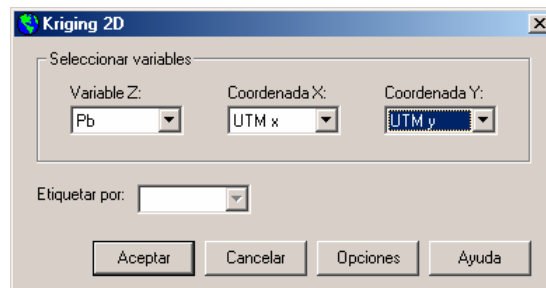 Kriging 2D
Seleccionar variables
Variable Z: Coordenada X: Coordenada Y:
Pb UTM x UTM y
Etiquetar por:
Aceptar Cancelar Opciones Ayuda